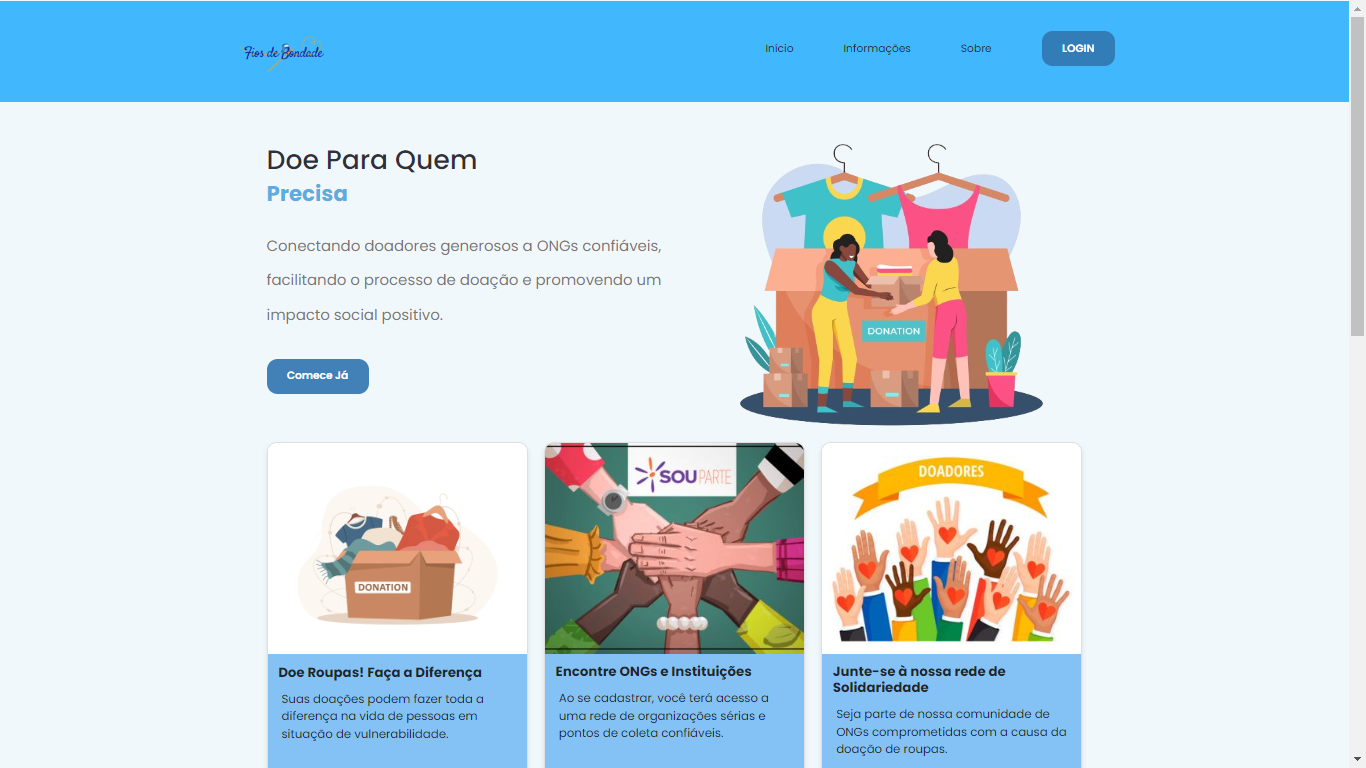 Fios de Bondade
Início
Informações
Sobre
LOGIN
Doe Para Quem
Precisa
Conectando doadores generosos a ONGs confiáveis,
facilitando o processo de doação e promovendo um
impacto social positivo.
Comece Já
DONATION
DONATION
SOU PARTE
DOADORES
Doe Roupas! Faça a Diferença
Suas doações podem fazer toda a
diferença na vida de pessoas em
situação de vulnerabilidade.
Encontre ONGs e Instituições
Ao se cadastrar, você terá acesso a
uma rede de organizações sérias e
pontos de coleta confiáveis.
Junte-se à nossa rede de
Solidariedade
Seja parte de nossa comunidade de
ONGs comprometidas com a causa da
doação de roupas.